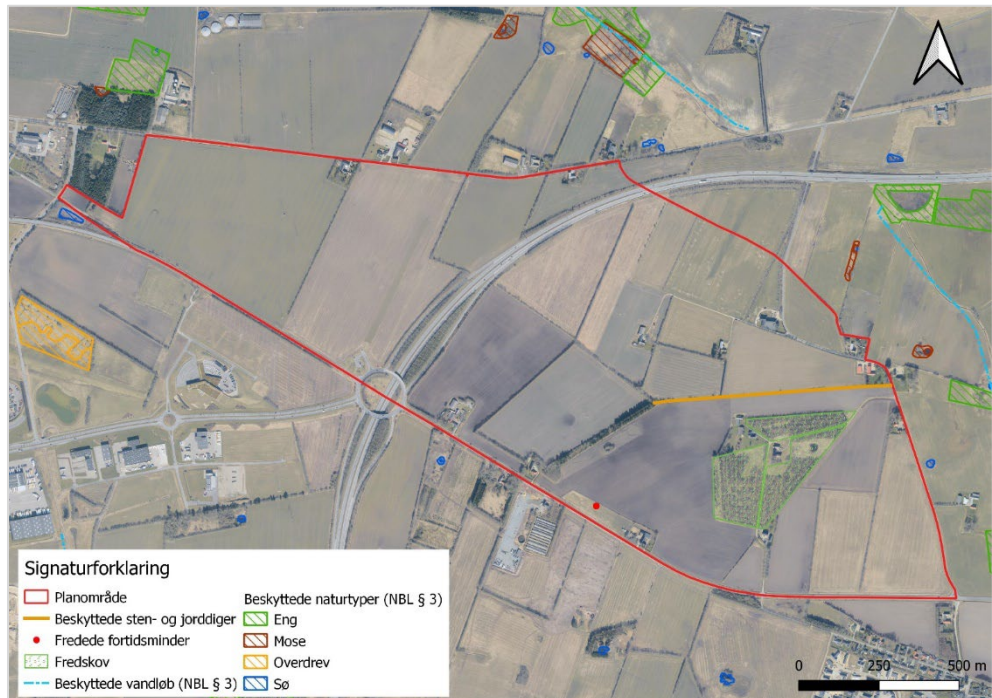 Signaturforklaring
Planområde
Beskyttede sten- og jorddiger
Fredede fortidsminder
Fredskov
Beskyttede vandløb (NBL § 3)
Beskyttede naturtyper (NBL § 3)
Eng
Mose
Overdrev
Sø
0 250 500 m